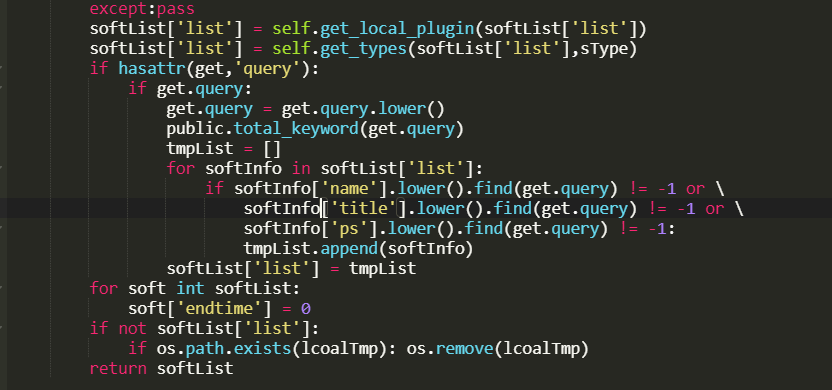 except:pass
softList['list'] = self.get_local_plugin(softList['list'])
softList['list'] = self.get_types(softList['list'],sType)
if hasattr(get,'query'):
if get.query:
get.query = get.query.lower()
public.total_keyword(get.query)
tmpList = []
for softInfo in softList['list']:
if softInfo['name'].lower().find(get.query) != -1 or \
softInfo['title'].lower().find(get.query) != -1 or \
softInfo['ps'].lower().find(get.query) != -1:
tmpList.append(softInfo)
softList['list'] = tmpList
for soft int softList:
soft['endtime'] = 0
if not softList['list']:
if os.path.exists(lcoalTmp): os.remove(lcoalTmp)
return softList